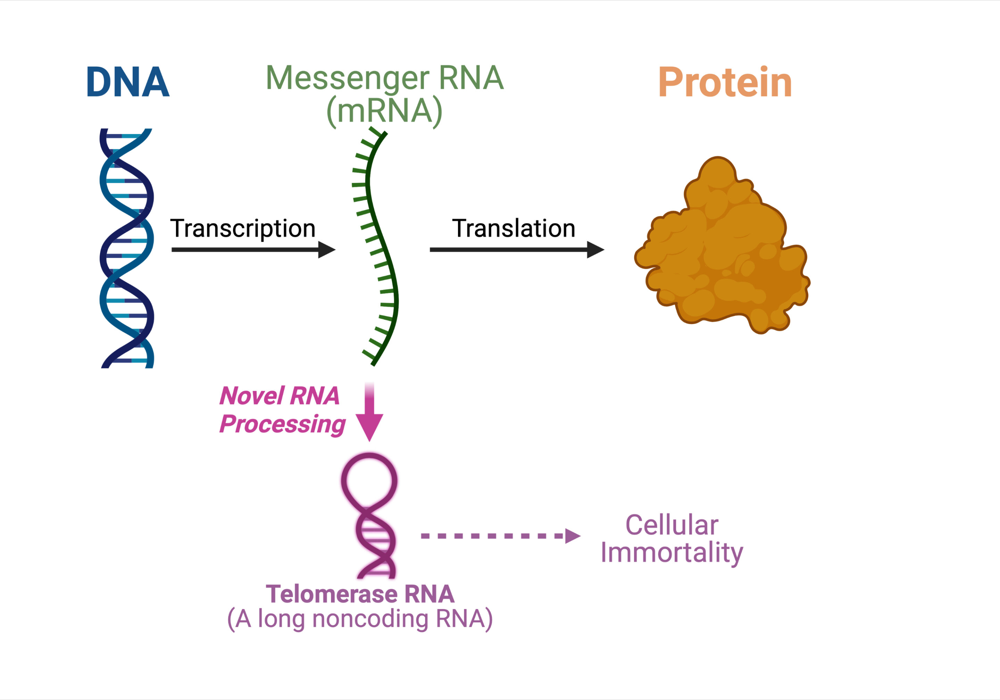 DNA
Messenger RNA
(mRNA)
Protein
Transcription
Translation
Novel RNA
Processing
Cellular
Immortality
Telomerase RNA
(A long noncoding RNA)